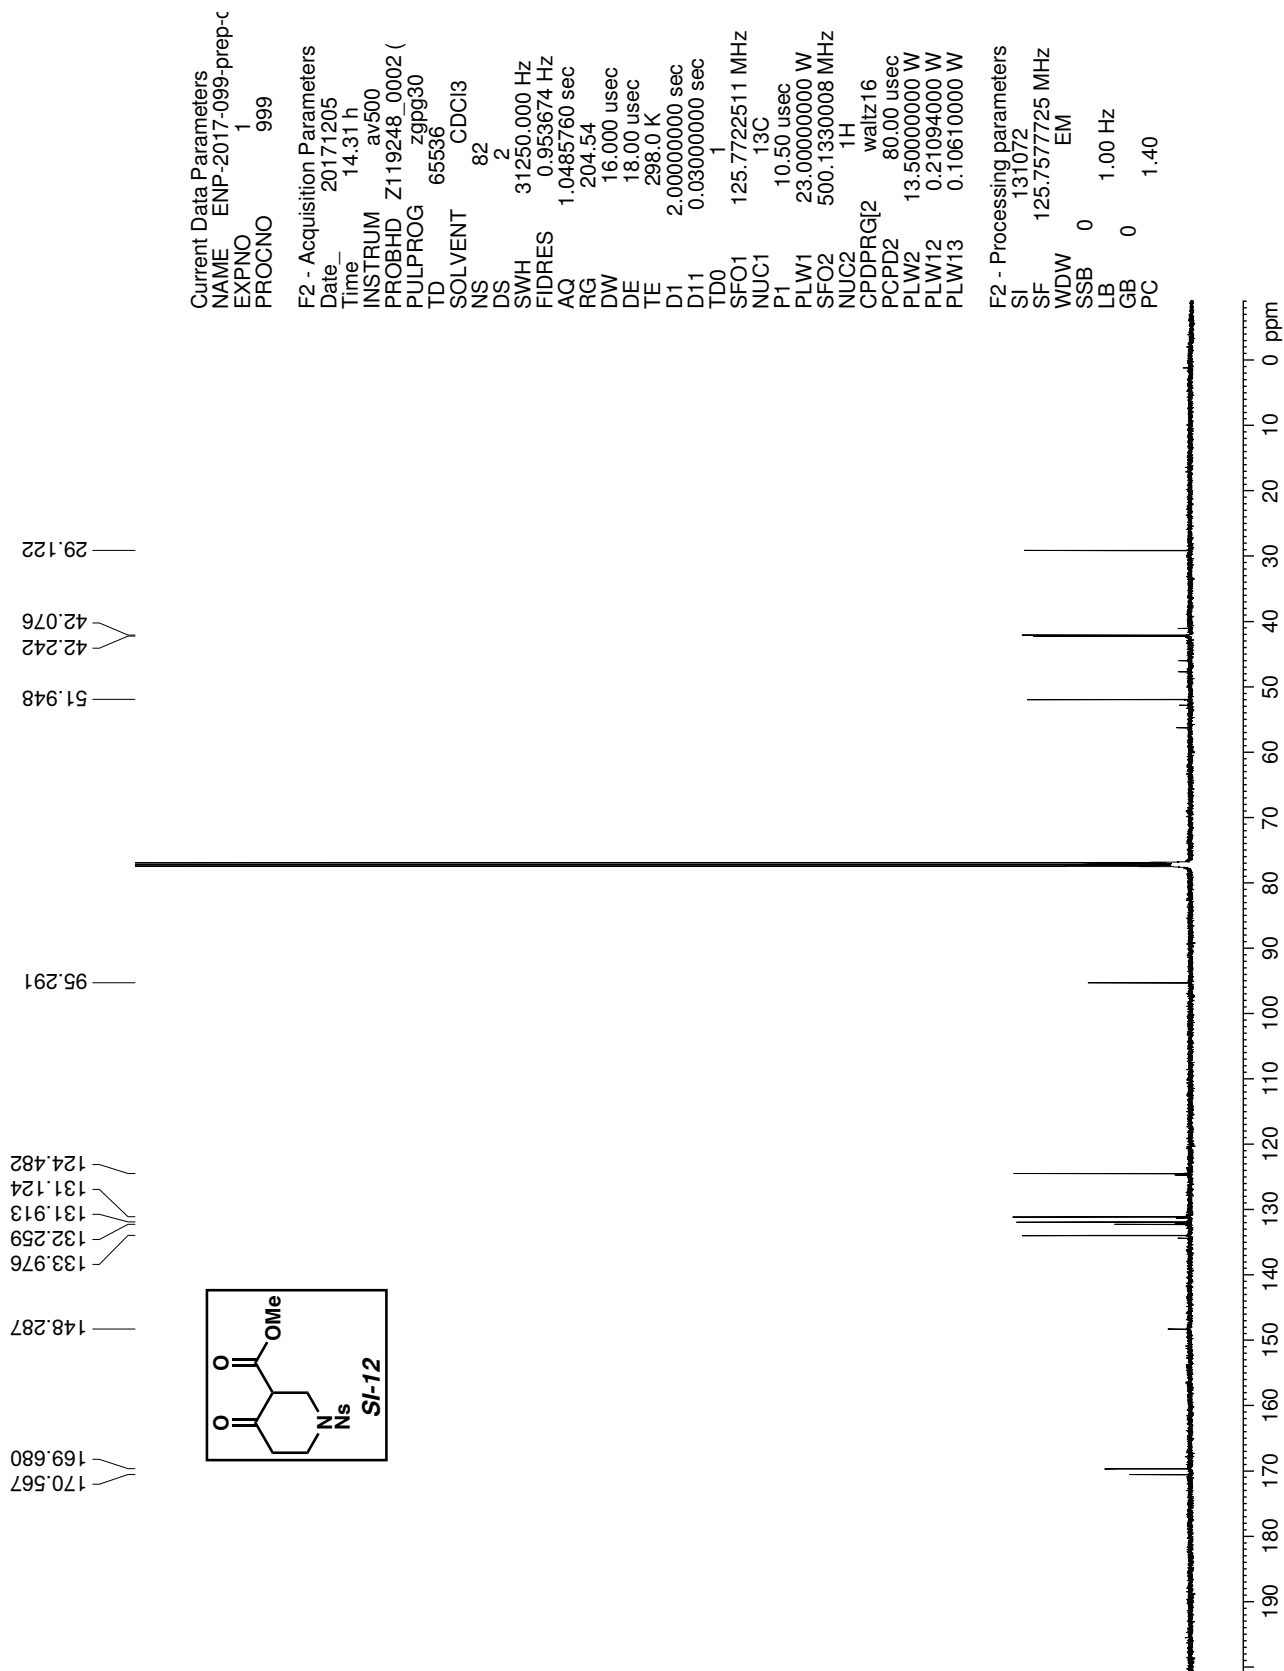 Current Data Parameters
NAME ENP-2017-099-prep-c
EXPNO 1
PROCNO 999
F2 - Acquisition Parameters
Date_ 20171205
Time 14.31 h
INSTRUM av500
PROBHD Z119248_0002 (
PULPROG zgpg30
TD 65536
SOLVENT CDCl3
NS 82
DS 2
SWH 31250.000 Hz
FIDRES 0.953674 Hz
AQ 1.0485760 sec
RG 204.54
DW 16.000 usec
DE 18.00 usec
TE 298.0 K
D1 2.00000000 sec
D11 0.03000000 sec
TD0 1
SFO1 125.7722511 MHz
NUC1 13C
P1 10.50 usec
PLW1 23.00000000 W
SFO2 500.1330008 MHz
NUC2 1H
CPDPRG[2 waltz16
PCPD2 80.00 usec
PLW2 13.50000000 W
PLW12 0.21094000 W
PLW13 0.10610000 W
F2 - Processing parameters
SI 131072
SF 125.7577725 MHz
WDW EM
SSB 0
LB 1.00 Hz
GB 0
PC 1.40
170.567
169.680
148.287
133.976
132.259
131.913
131.124
124.482
95.291
51.948
42.242
42.076
29.122
O O
OMe
N
Ns
SI-12
190 180 170 160 150 140 130 120 110 100 90 80 70 60 50 40 30 20 10 0 ppm